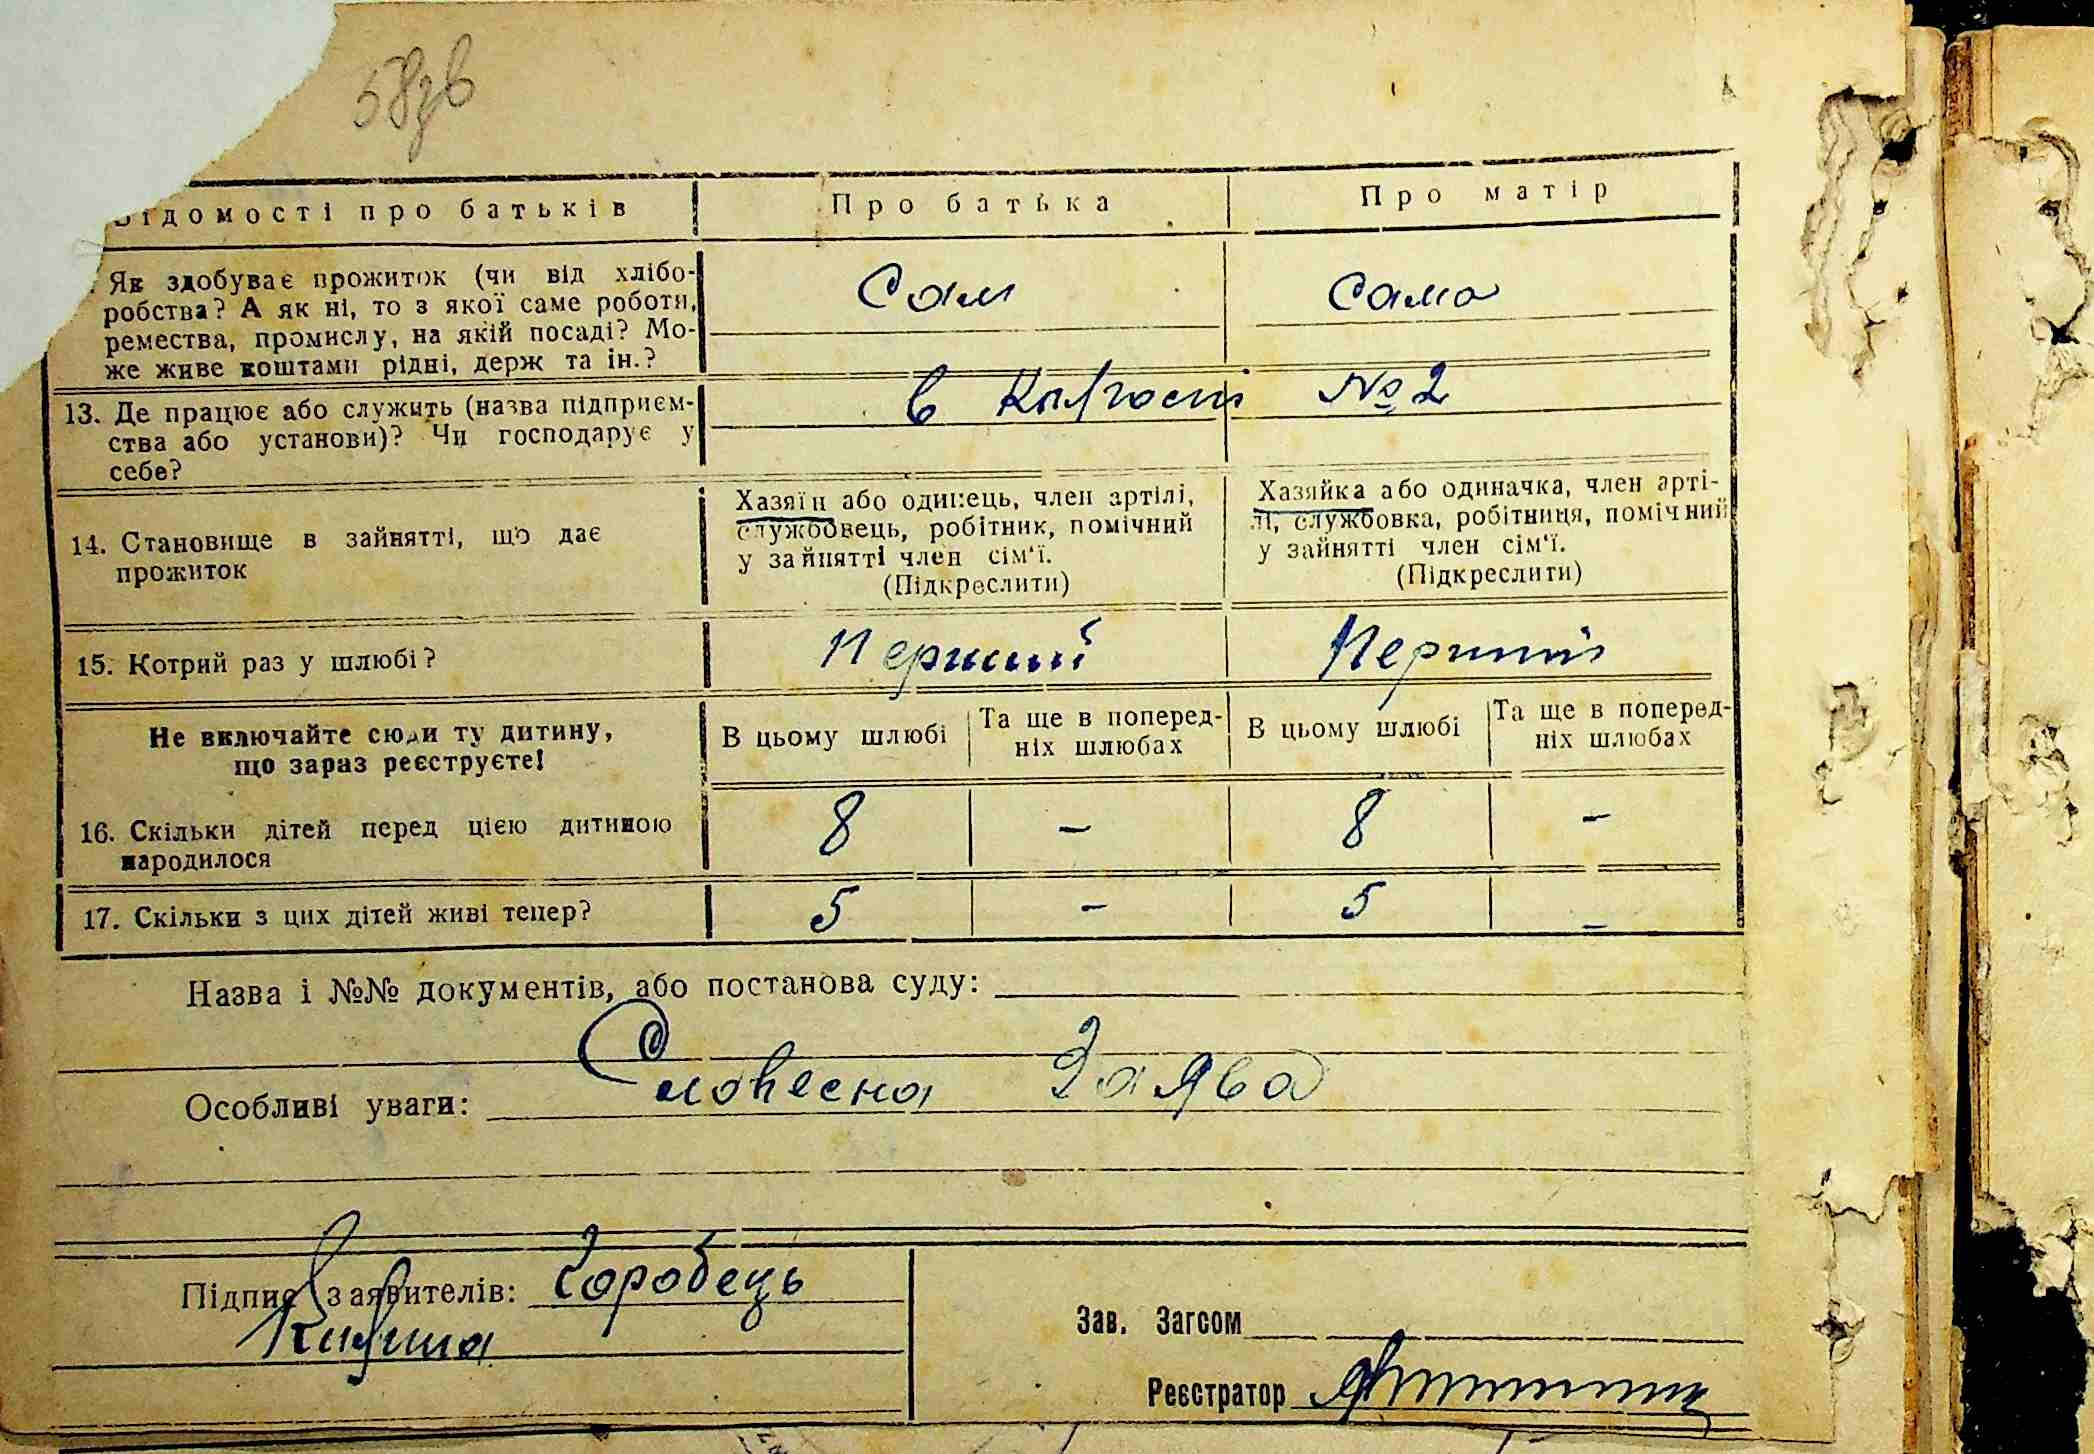 58зв
Відомості про батьків Про батька Про матір
Як здобуває прожиток (чи від хлібо-
робства? А як ні, то з якої саме роботи,
ремества, промислу, на якій посаді? Мо-
же живе коштами рідні, держ та ін.?
Сам Сама
13. Де працює або служить (назва підприєм-
ства або установи)? Чи господарує у
себе?
в Колгоспі №2
14. Становище в зайнятті, що дає
прожиток
Хазяїн або одинець, член артілі,
службовець, робітник, помічний
у зайнятті член сім'ї.
(Підкреслити)
Хазяйка або одиначка, член арті-
лі, службовка, робітниця, помічний
у зайнятті член сім'ї.
(Підкреслити)
15. Котрий раз у шлюбі? Перший Перший
Не включайте сюди ту дитину,
що зараз реєструєте!
В цьому шлюбі
Та ще в поперед-
ніх шлюбах
В цьому шлюбі
Та ще в поперед-
ніх шлюбах
16. Скільки дітей перед цією дитиною
народилося
8 - 8 -
17. Скільки з цих дітей живі тепер? 5 - 5 -
Назва і №№ документів, або постанова суду:
Особливі уваги: Словесна Заява
Підпис заявителів: Горобець
Зав. Загсом
Реєстратор